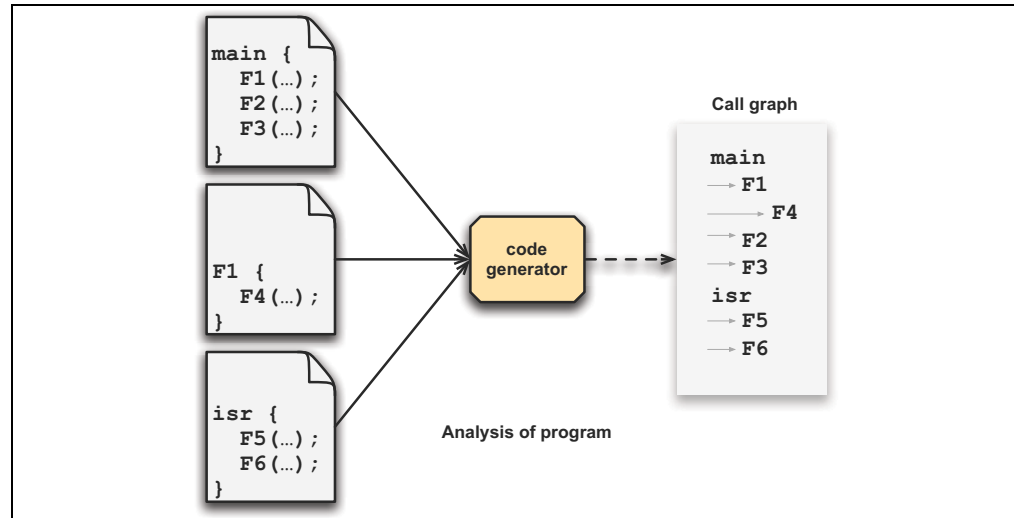 main {
  F1(…);
  F2(…);
  F3(…);
}
F1 {
  F4(…);
}
isr {
  F5(…);
  F6(…);
}
code
generator
Analysis of program
Call graph
main
F1
F4
F2
F3
isr
F5
F6